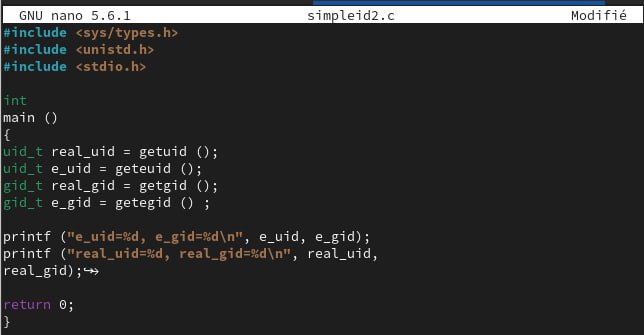 GNU nano 5.6.1 simpleid2.c Modifié
#include <sys/types.h>
#include <unistd.h>
#include <stdio.h>
int
main ()
{
uid_t real_uid = getuid ();
uid_t e_uid = geteuid ();
gid_t real_gid = getgid ();
gid_t e_gid = getegid () ;
printf ("e_uid=%d, e_gid=%d\n", e_uid, e_gid);
printf ("real_uid=%d, real_gid=%d\n", real_uid,
real_gid);↪→
return 0;
}